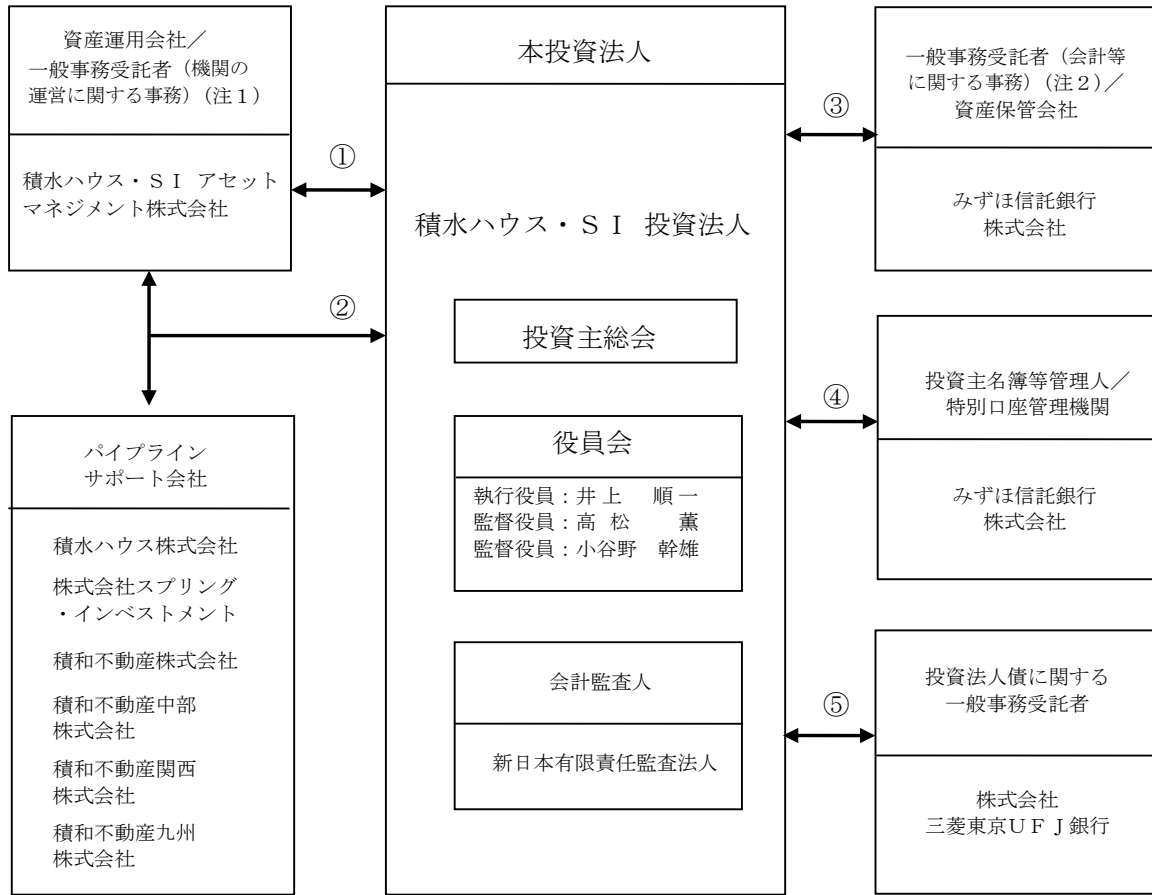 資産運用会社／
一般事務受託者（機関の
運営に関する事務）（注１）
積水ハウス・ＳＩ アセット
マネジメント株式会社
①
②
パイプライン
サポート会社
積水ハウス株式会社
株式会社スプリング
・インベストメント
積和不動産株式会社
積和不動産中部
株式会社
積和不動産関西
株式会社
積和不動産九州
株式会社
本投資法人
積水ハウス・ＳＩ 投資法人
投資主総会
役員会
執行役員：井上　順一
監督役員：高松　　薫
監督役員：小谷野　幹雄
会計監査人
新日本有限責任監査法人
③
一般事務受託者（会計等
に関する事務）（注２）／
資産保管会社
みずほ信託銀行
株式会社
④
投資主名簿等管理人／
特別口座管理機関
みずほ信託銀行
株式会社
⑤
投資法人債に関する
一般事務受託者
株式会社
三菱東京ＵＦＪ銀行